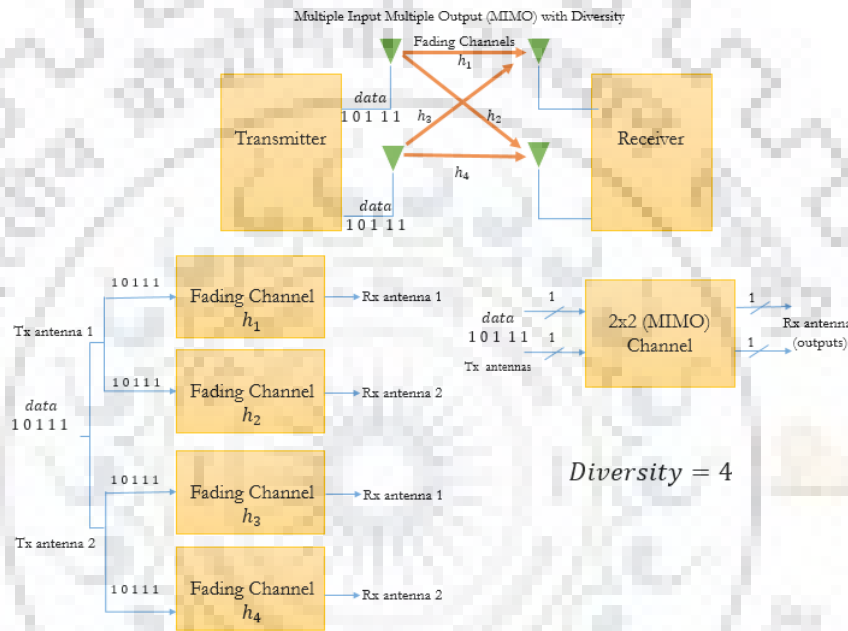 Multiple Input Multiple Output (MIMO) with Diversity
Fading Channels
h₁
data
1 0 1 1 1
h₃
h₂
Transmitter
Receiver
h₄
data
1 0 1 1 1
1 0 1 1 1
Fading Channel
h₁
Rx antenna 1
Tx antenna 1
1 0 1 1 1
Fading Channel
h₂
Rx antenna 2
data
1 0 1 1 1
1 0 1 1 1
Fading Channel
h₃
Rx antenna 1
Tx antenna 2
1 0 1 1 1
Fading Channel
h₄
Rx antenna 2
1
1
data
1 0 1 1 1
1
Tx antennas
2x2 (MIMO)
Channel
1
Rx antenna
(outputs)
Diversity = 4